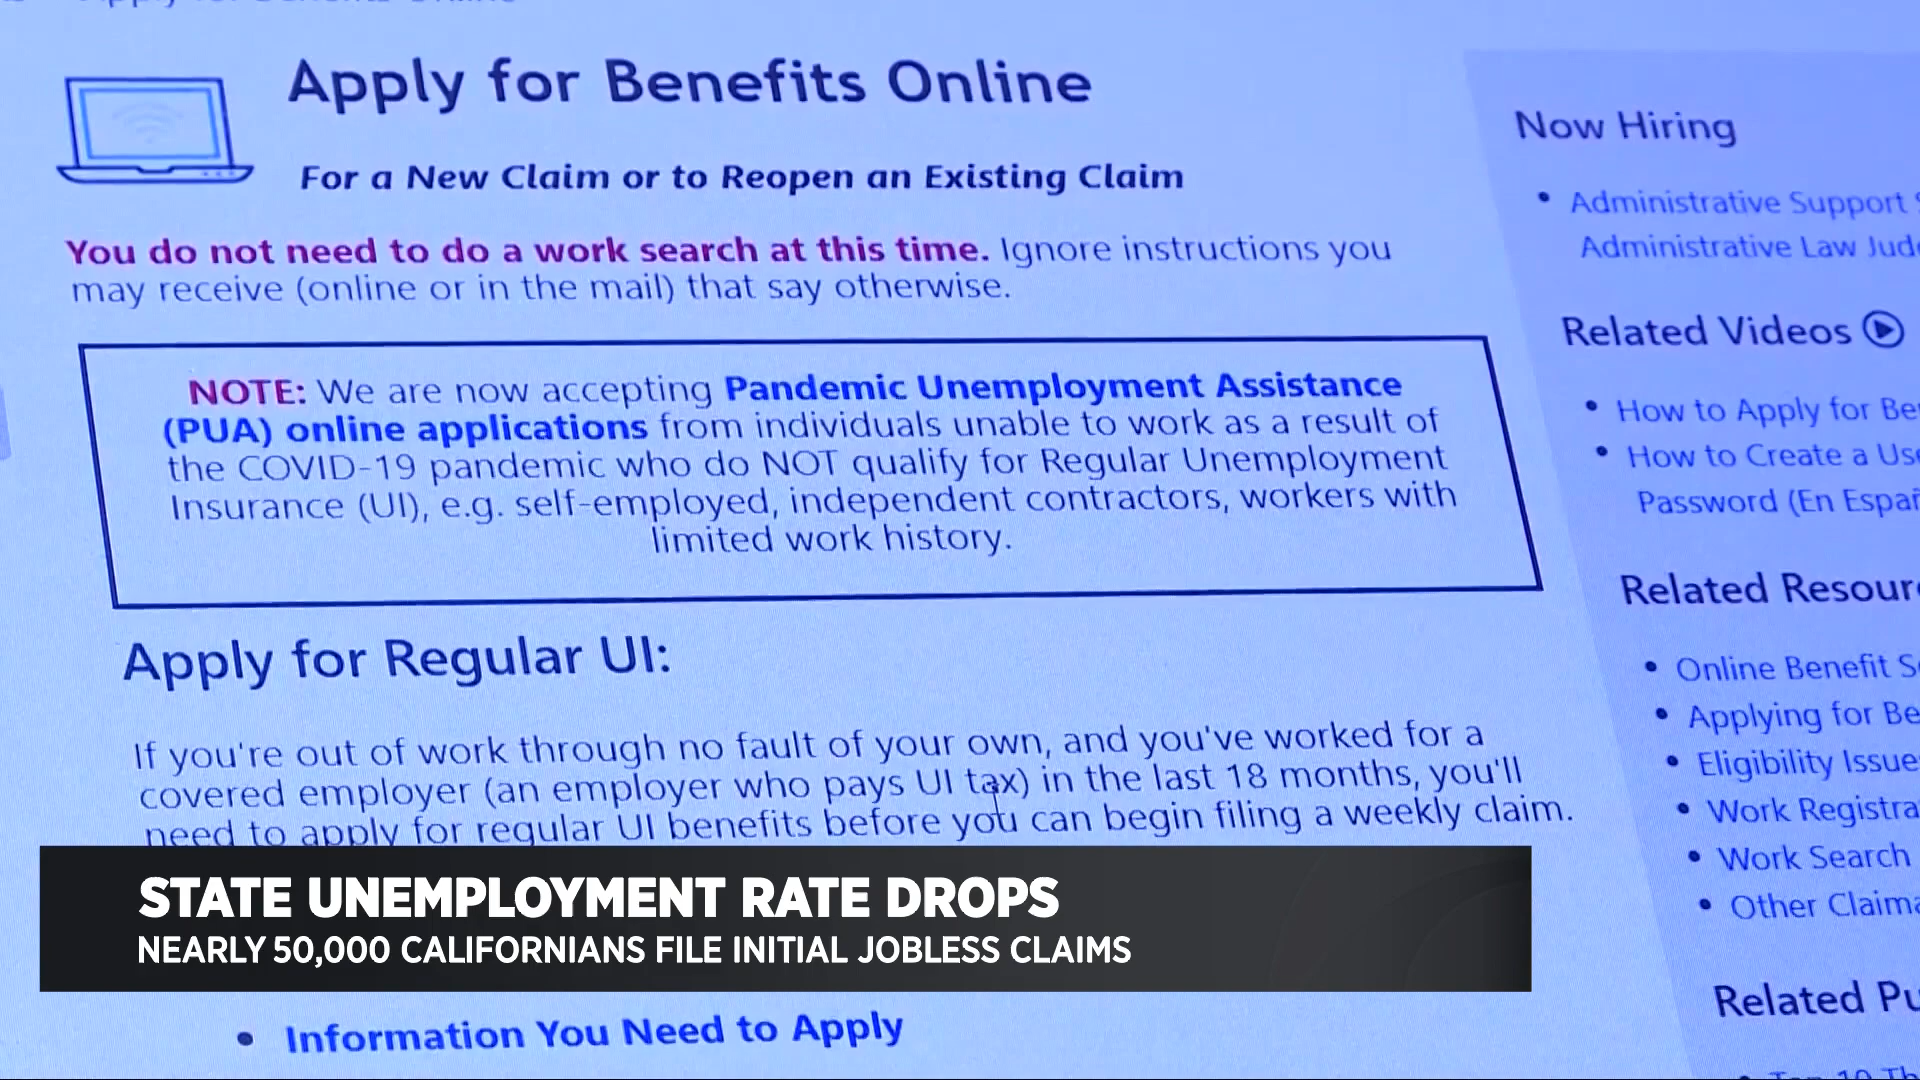 Apply for Benefits Online
For a New Claim or to Reopen an Existing Claim
You do not need to do a work search at this time. Ignore instructions you
may receive (online or in the mail) that say otherwise.
NOTE: We are now accepting Pandemic Unemployment Assistance
(PUA) online applications from individuals unable to work as a result of
the COVID-19 pandemic who do NOT qualify for Regular Unemployment
Insurance (UI), e.g. self-employed, independent contractors, workers with
limited work history.
Apply for Regular UI:
If you're out of work through no fault of your own, and you've worked for a
covered employer (an employer who pays UI tax) in the last 18 months, you'll
need to apply for regular UI benefits before you can begin filing a weekly claim.
STATE UNEMPLOYMENT RATE DROPS
NEARLY 50,000 CALIFORNIANS FILE INITIAL JOBLESS CLAIMS
• Information You Need to Apply
Now Hiring
• Administrative Support
Administrative Law
Related Videos
• How to Apply for
• How to Create a
Password (En
Related
• Online Benefit
• Applying for
• Eligibility
• Work
• Work Search
• Other
Related